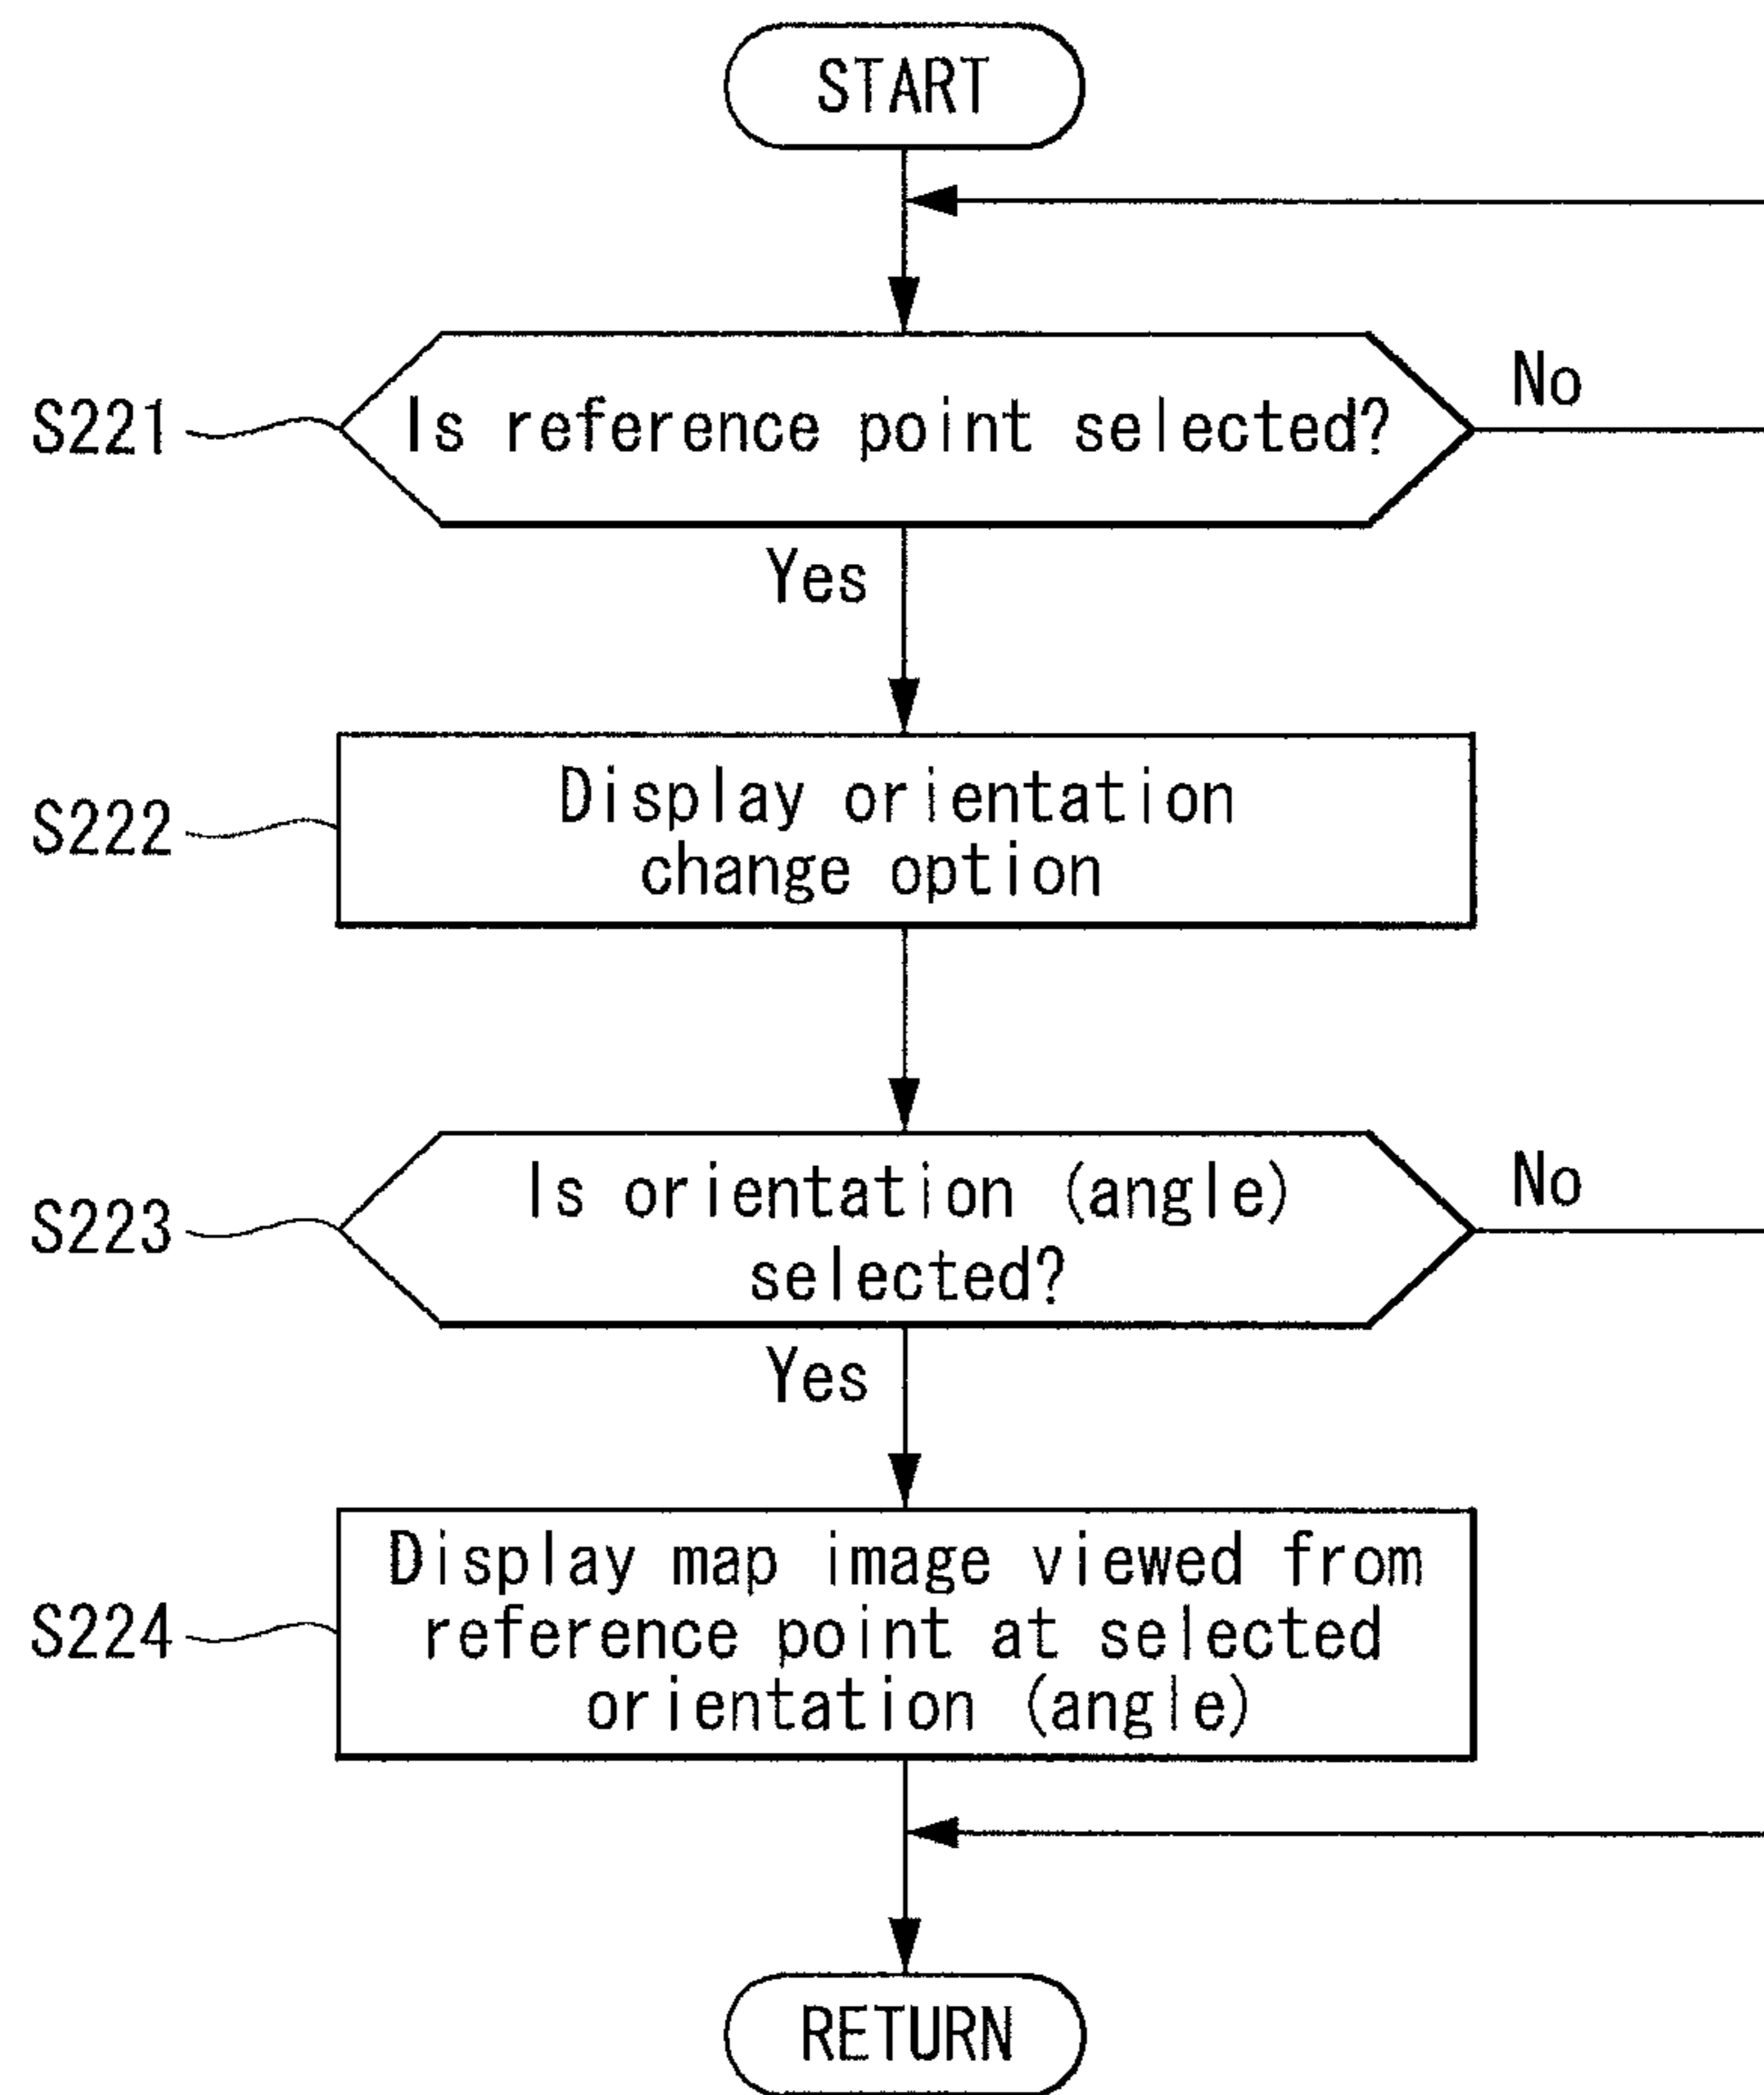 START
S221
Is reference point selected?
No
Yes
S222
Display orientation
change option
S223
Is orientation (angle)
selected?
No
Yes
S224
Display map image viewed from
reference point at selected
orientation (angle)
RETURN